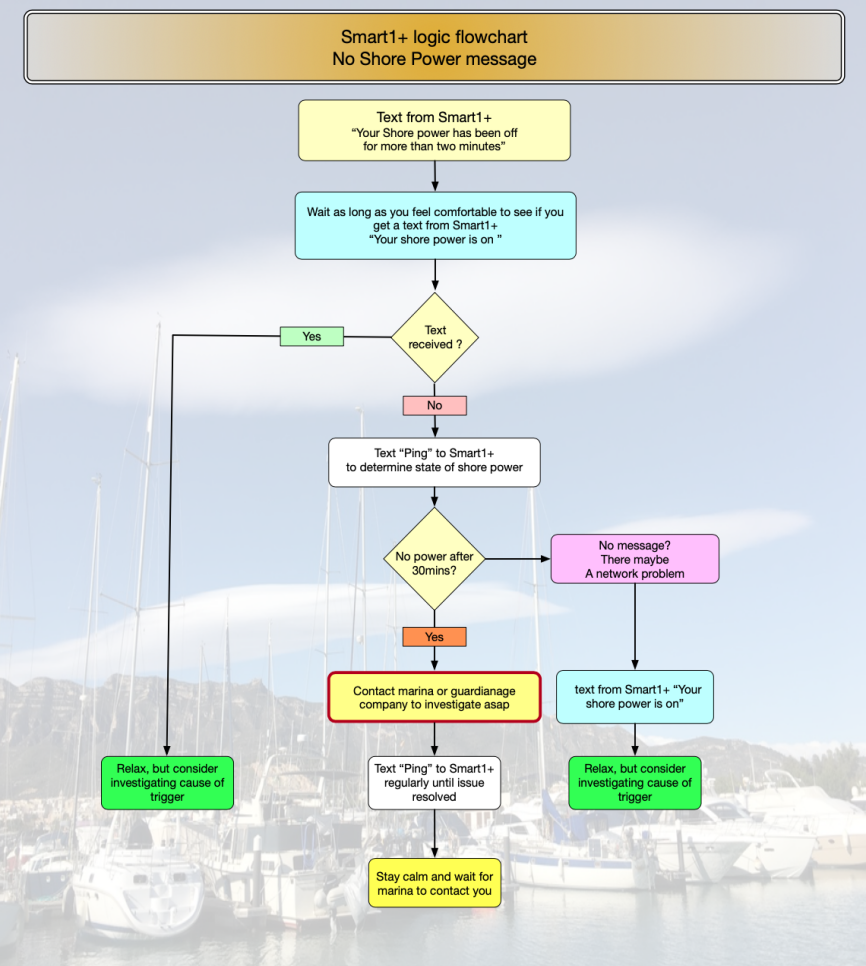 Smart1+ logic flowchart
No Shore Power message
Text from Smart1+
“Your Shore power has been off
for more than two minutes”
Wait as long as you feel comfortable to see if you
get a text from Smart1+
“Your shore power is on ”
Text
received ?
Yes
No
Text “Ping” to Smart1+
to determine state of shore power
No power after
30mins?
No message?
There maybe
A network problem
Yes
Contact marina or guardianage
company to investigate asap
text from Smart1+ “Your
shore power is on”
Relax, but consider
investigating cause of
trigger
Text “Ping” to Smart1+
regularly until issue
resolved
Relax, but consider
investigating cause of
trigger
Stay calm and wait for
marina to contact you